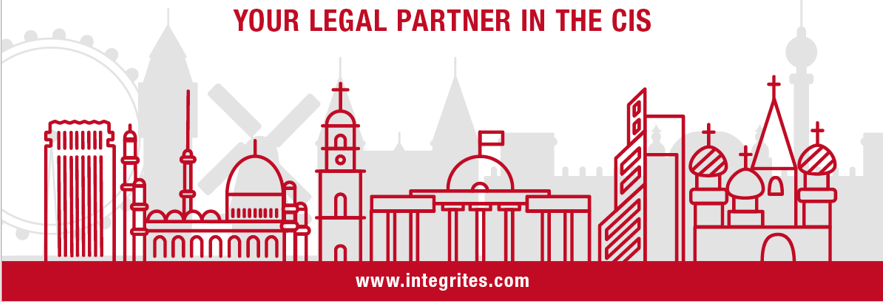 YOUR LEGAL PARTNER IN THE CIS
www.integrites.com